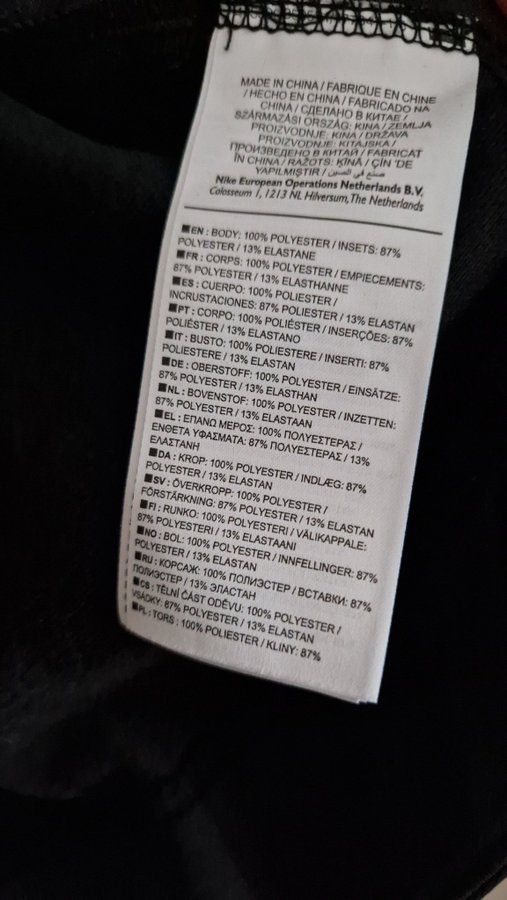 MADE IN CHINA / FABRIQUE EN CHINE
/ HECHO EN CHINA / FABRICADO NA
CHINA / СДЕЛАНО В КИТАЕ /
SZÁRMAZÁSI ORSZÁG: KINA / ZEMLJA
PROIZVODNJE: KINA / DRŽAVA
PROIZVODNJE: KITAJSKA /
ПРОИЗВЕДЕНО В КИТАЙ / FABRICAT
ÎN CHINA / RAŽOTS: ĶĪNĀ / ÇİN' DE
YAPILMIŞTIR / صنع في الصين
Nike European Operations Netherlands B.V.
Colosseum 1, 1213 NL Hilversum, The Netherlands
■EN : BODY: 100% POLYESTER / INSETS: 87%
POLYESTER / 13% ELASTANE
■FR : CORPS: 100% POLYESTER / EMPIECEMENTS:
87% POLYESTER / 13% ELASTHANNE
■ES : CUERPO: 100% POLIESTER /
INCRUSTACIONES: 87% POLIESTER / 13% ELASTAN
■PT : CORPO: 100% POLIÉSTER / INSERÇÕES: 87%
POLIÉSTER / 13% ELASTANO
■IT : BUSTO: 100% POLIESTERE / INSERTI: 87%
POLIESTERE / 13% ELASTAN
■DE : OBERSTOFF: 100% POLYESTER / EINSÄTZE:
87% POLYESTER / 13% ELASTHAN
■NL : BOVENSTOF: 100% POLYESTER / INZETTEN:
87% POLYESTER / 13% ELASTAAN
■EL : ΕΠΑΝΩ ΜΕΡΟΣ: 100% ΠΟΛΥΕΣΤΕΡΑΣ /
ΕΝΘΕΤΑ ΥΦΑΣΜΑΤΑ: 87% ΠΟΛΥΕΣΤΕΡΑΣ / 13%
ΕΛΑΣΤΑΝΗ
■DA : KROP: 100% POLYESTER / INDLÆG: 87%
POLYESTER / 13% ELASTAN
■SV : ÖVERKROPP: 100% POLYESTER /
FÖRSTÄRKNING: 87% POLYESTER / 13% ELASTAN
■FI : RUNKO: 100% POLYESTERI / VÄLIKAPPALE:
87% POLYESTERI / 13% ELASTAANI
■NO : BOL: 100% POLYESTER / INNFELLINGER: 87%
POLYESTER / 13% ELASTAN
■RU : КОРСАЖ: 100% ПОЛИЭСТЕР / ВСТАВКИ: 87%
ПОЛИЭСТЕР / 13% ЭЛАСТАН
■CS : TĚLNÍ ČÁST ODĚVU: 100% POLYESTER /
VSADKY: 87% POLYESTER / 13% ELASTAN
■PL : TORS : 100% POLIESTER / KLINY: 87%